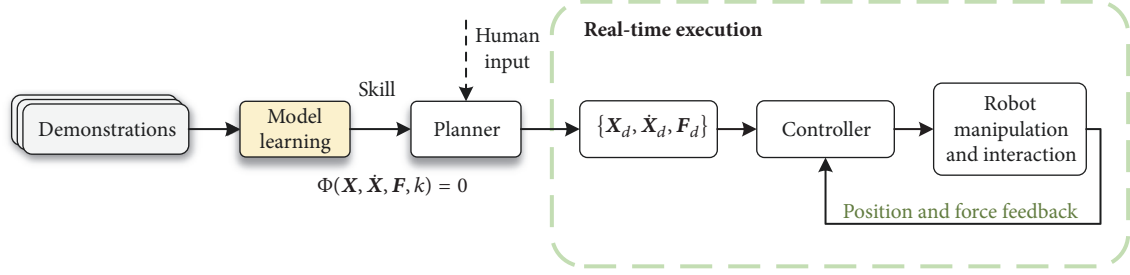 Real-time execution
Human
input
Skill
Demonstrations
Model
learning
Planner
{X_d, Ẋ_d, F_d}
Controller
Robot
manipulation
and interaction
Φ(X, Ẋ, F, k) = 0
Position and force feedback